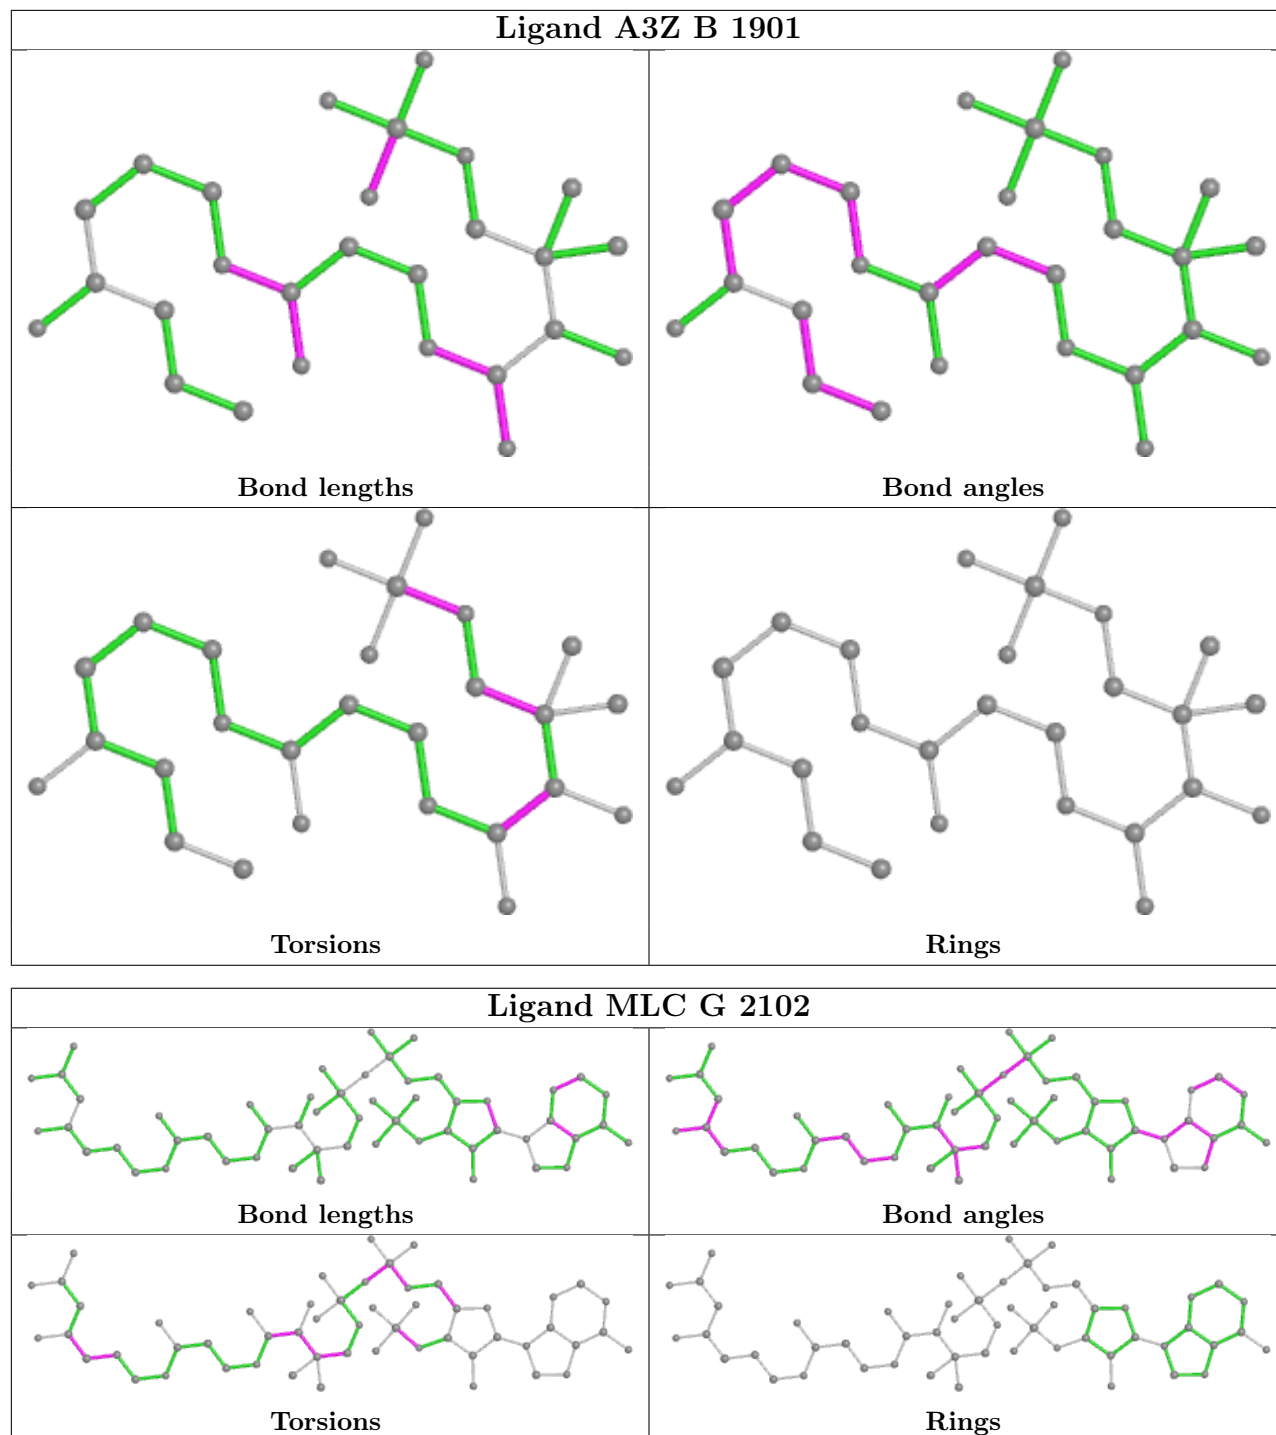 Ligand A3Z B 1901
Bond lengths
Bond angles
Torsions
Rings
Ligand MLC G 2102
Bond lengths
Bond angles
Torsions
Rings